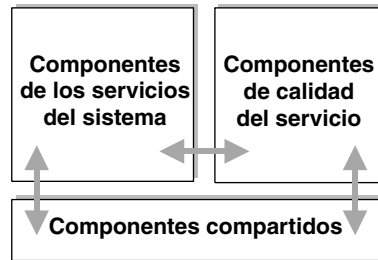 Componentes
de los servicios
del sistema
Componentes
de calidad
del servicio
Componentes compartidos